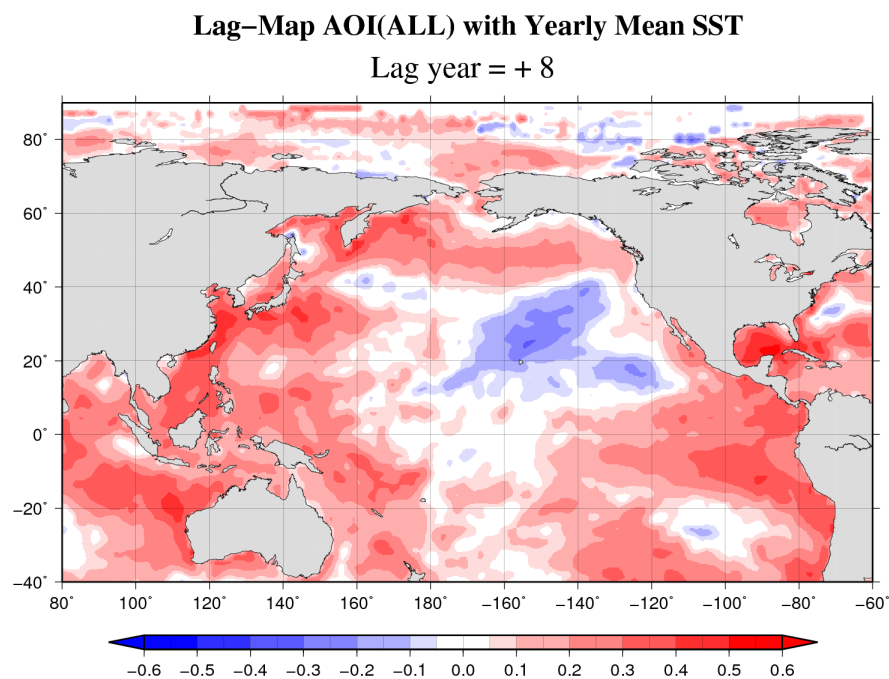 Lag−Map AOI(ALL) with Yearly Mean SST
Lag year = + 8
80˚
60˚
40˚
20˚
0˚
−20˚
−40˚
80 100 120 140 160 180 −160˚ −140˚ −120˚ −100˚ −80˚ −60˚
−0.6 −0.5 −0.4 −0.3 −0.2 −0.1 0.0 0.1 0.2 0.3 0.4 0.5 0.6